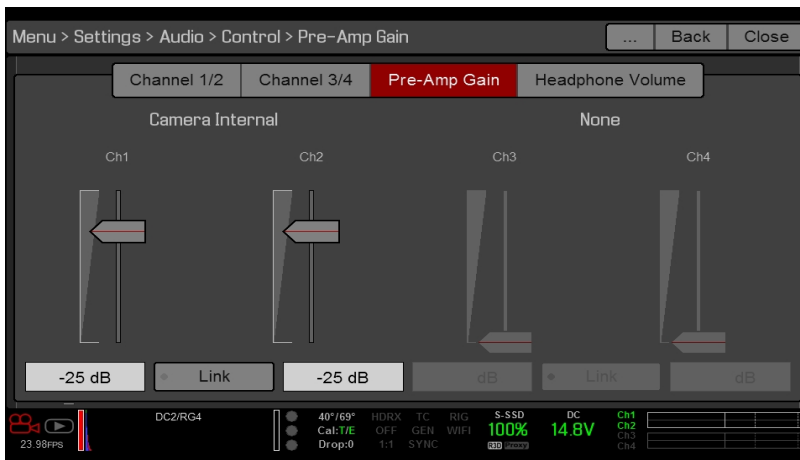 Menu > Settings > Audio > Control > Pre-Amp Gain ... Back Close
Channel 1/2 Channel 3/4 Pre-Amp Gain Headphone Volume
Camera Internal None
Ch1 Ch2 Ch3 Ch4
-25 dB Link -25 dB dB Link dB
DC2/RG4 40°/69° HDRX TC RIG S-SSD DC Ch1
Cal:T/E OFF GEN WIFI 100% 14.8V Ch2
23.98FPS Drop:0 1:1 SYNC R3D Proxy Ch3
Ch4